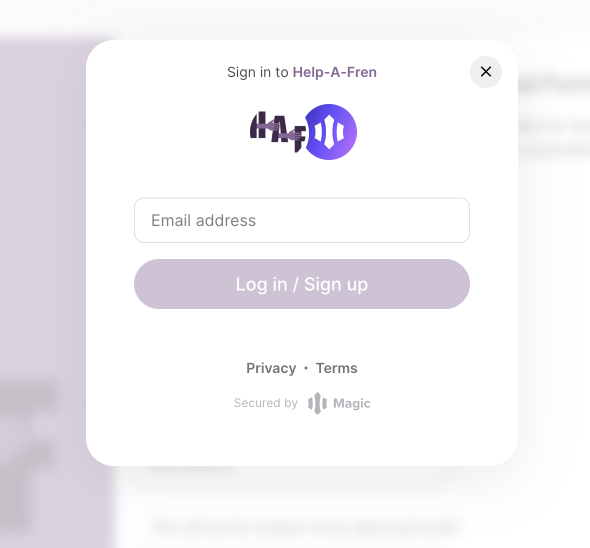 Sign in to Help-A-Fren
HAF
Email address
Log in / Sign up
Privacy • Terms
Secured by Magic